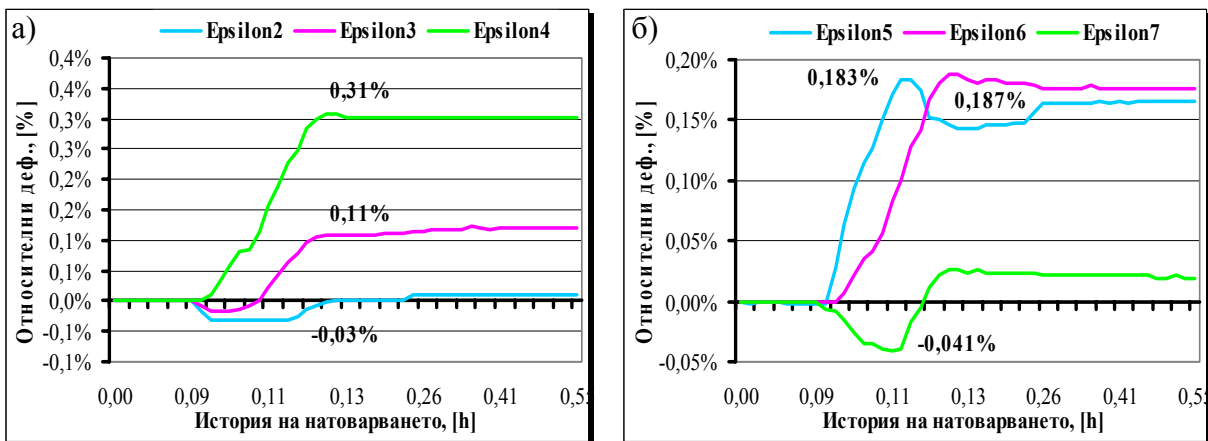 а)
Epsilon2 Epsilon3 Epsilon4
Относителни деф., [%]
0,4%
0,4%
0,3%
0,3%
0,2%
0,2%
0,1%
0,1%
0,0%
-0,1%
-0,1%
0,31%
0,11%
-0,03%
0,00 0,09 0,11 0,13 0,26 0,41 0,55
История на натоварването, [h]
б)
Epsilon5 Epsilon6 Epsilon7
Относителни деф., [%]
0,20%
0,15%
0,10%
0,05%
0,00%
-0,05%
0,183%
0,187%
-0,041%
0,00 0,09 0,11 0,13 0,26 0,41 0,55
История на натоварването, [h]